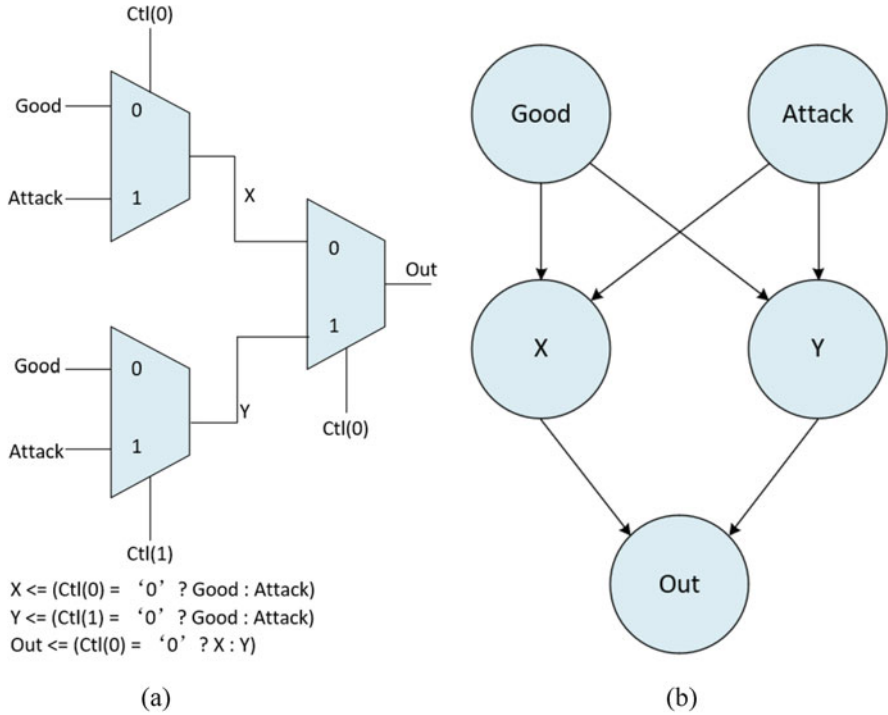 Ctl(0)
Good
0
Attack
1
X
0
Out
1
Good
0
Y
Attack
1
Ctl(0)
Ctl(1)
X <= (Ctl(0) = ‘0’ ? Good : Attack)
Y <= (Ctl(1) = ‘0’ ? Good : Attack)
Out <= (Ctl(0) = ‘0’ ? X : Y)
(a)
Good
Attack
X
Y
Out
(b)